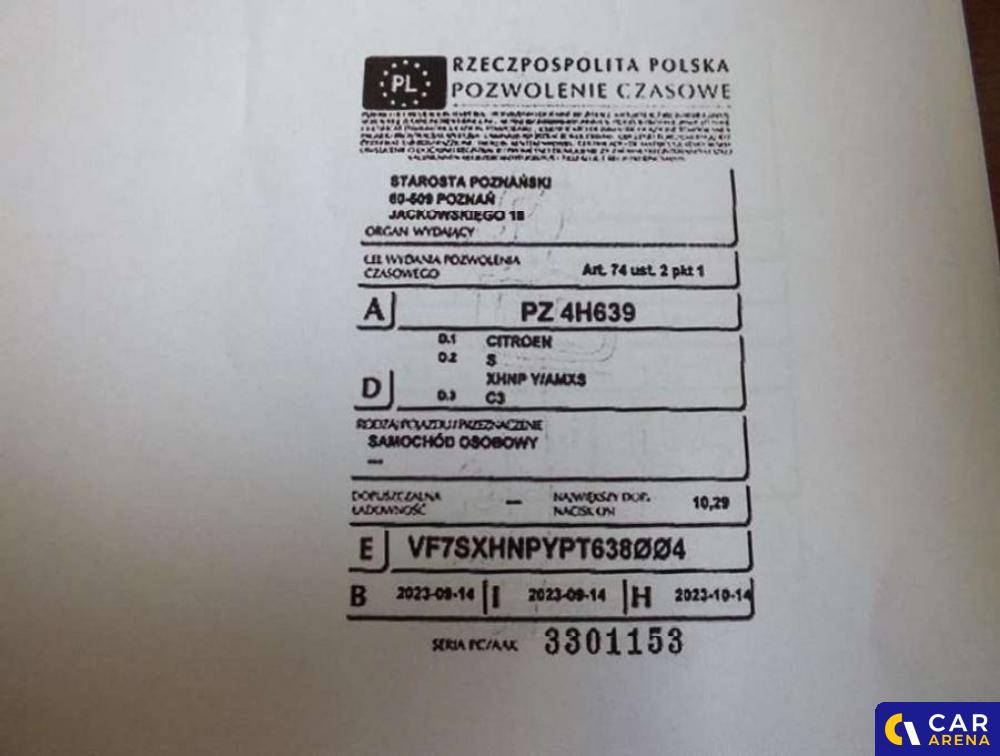 PL
RZECZPOSPOLITA POLSKA
POZWOLENIE CZASOWE
STAROSTA POZNAŃSKI
60-509 POZNAŃ
JACKOWSKIEGO 18
ORGAN WYDAJĄCY
CEL WYDANIA POZWOLENIA
CZASOWEGO
Art. 74 ust. 2 pkt 1
A PZ 4H639
D.1 CITROEN
D.2 S
XHNP Y/AMXS
D
D.3 C3
RODZAJ POJAZDU / PRZEZNACZENIE
SAMOCHÓD OSOBOWY
---
DOPUSZCZALNA
ŁADOWNOŚĆ
---
NAJWIĘKSZY DOP.
NACISK OSI
10,29
E VF7SXHNPYPT638ØØ4
B 2023-09-14 I 2023-09-14 H 2023-10-14
SERIA PC/AAK 3301153
CAR
ARENA